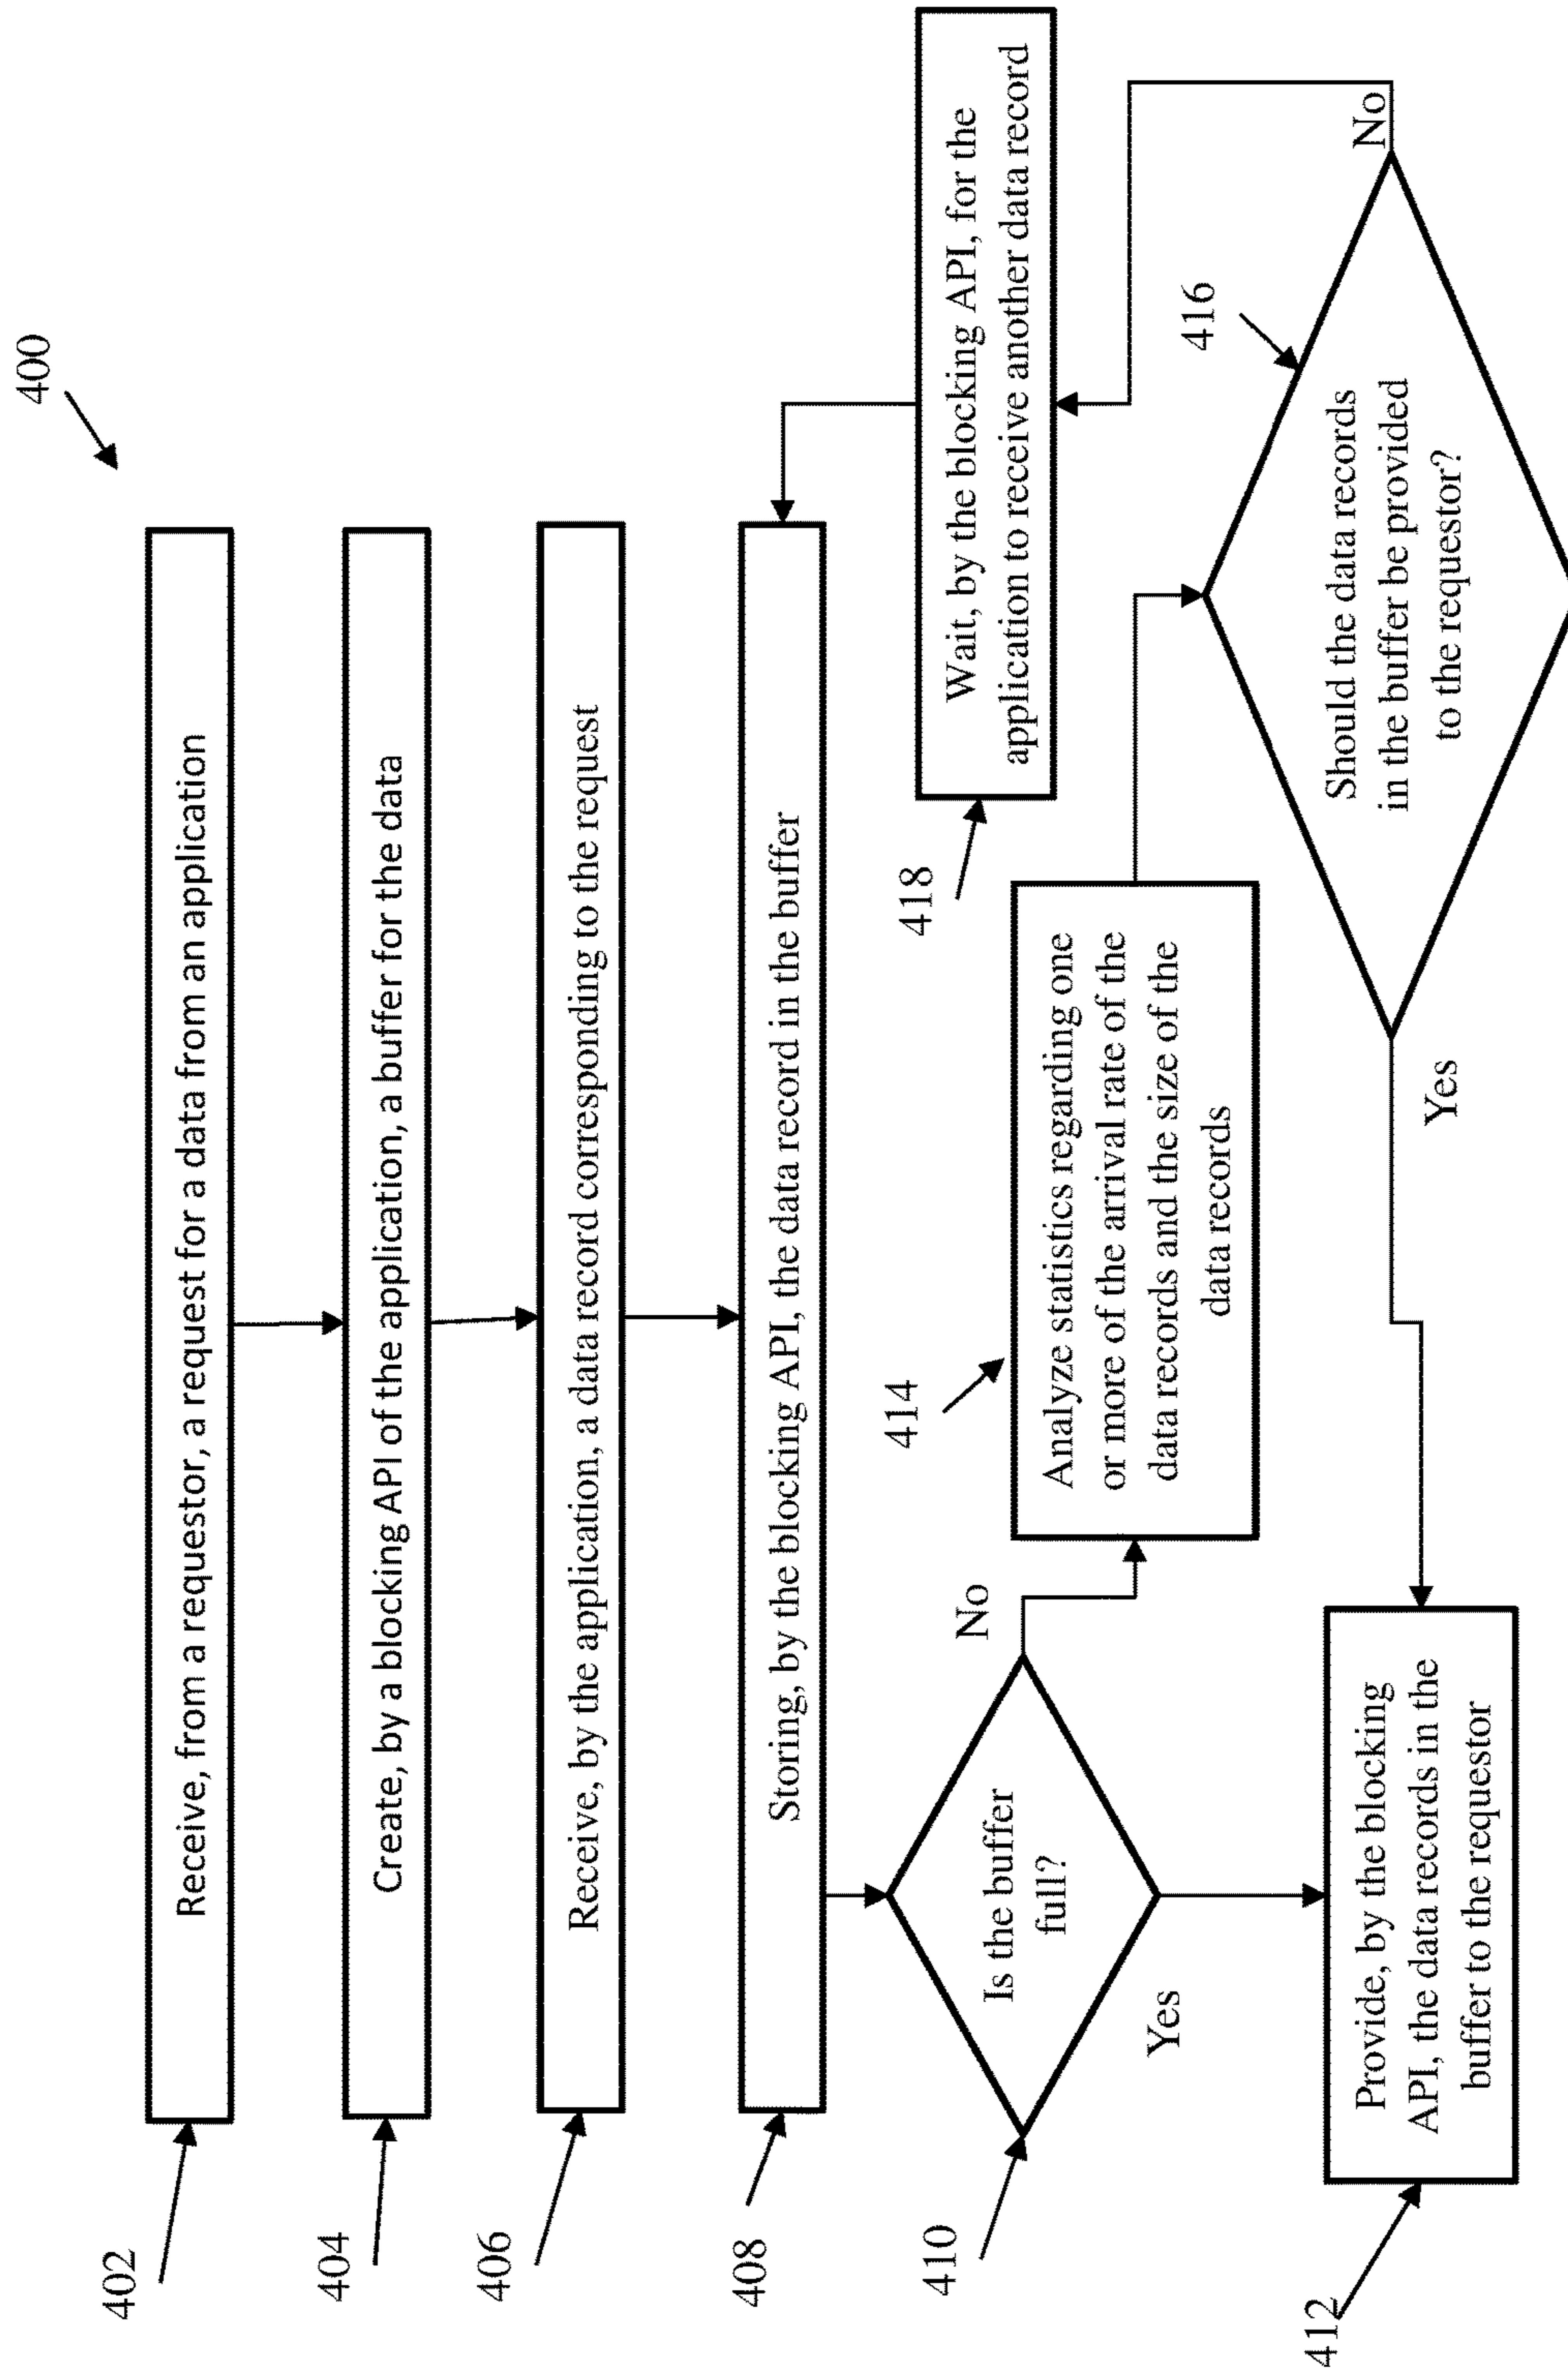 400
402
Receive, from a requestor, a request for a data from an application
404
Create, by a blocking API of the application, a buffer for the data
406
Receive, by the application, a data record corresponding to the request
408
Storing, by the blocking API, the data record in the buffer
410
Is the buffer
full?
No
Yes
412
Provide, by the blocking
API, the data records in the
buffer to the requestor
414
Analyze statistics regarding one
or more of the arrival rate of the
data records and the size of the
data records
416
Should the data records
in the buffer be provided
to the requestor?
Yes
No
418
Wait, by the blocking API, for the
application to receive another data record